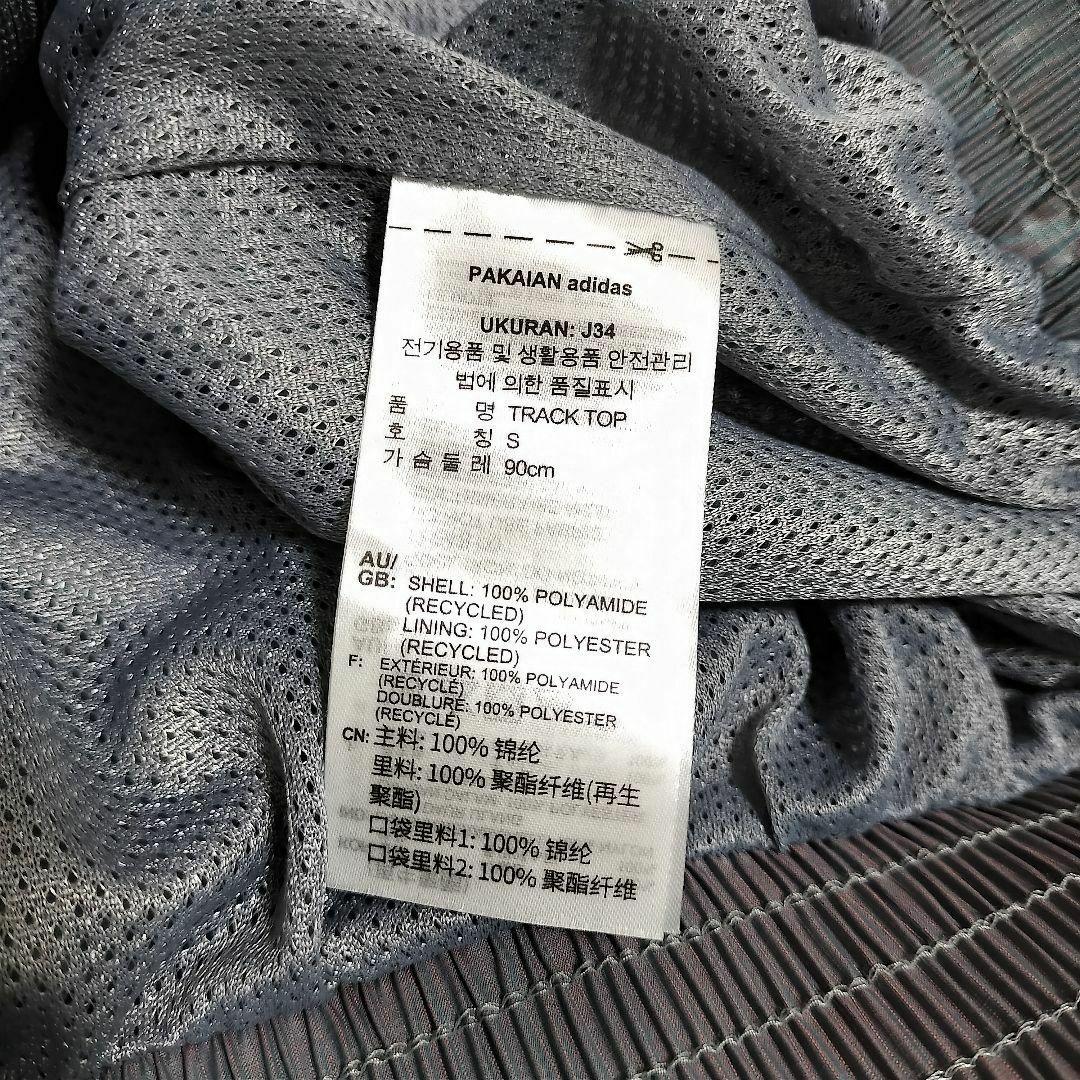 PAKAIAN adidas
UKURAN: J34
전기용품 및 생활용품 안전관리
법에 의한 품질표시
품 명 TRACK TOP
호 칭 S
가 슴 둘 레 90cm
AU/
GB: SHELL: 100% POLYAMIDE
(RECYCLED)
LINING: 100% POLYESTER
(RECYCLED)
F: EXTÉRIEUR: 100% POLYAMIDE
(RECYCLÉ)
DOUBLURE: 100% POLYESTER
(RECYCLÉ)
CN: 主料: 100% 锦纶
里料: 100% 聚酯纤维(再生
聚酯)
口袋里料1: 100% 锦纶
口袋里料2: 100% 聚酯纤维